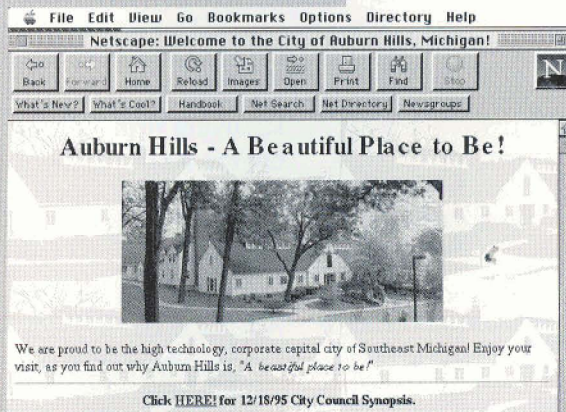 File Edit View Go Bookmarks Options Directory Help
Netscape: Welcome to the City of Auburn Hills, Michigan!
Back Forward Home Reload Images Open Print Find Stop
N
What's New? What's Cool? Handbook Net Search Net Directory Newsgroups
Auburn Hills - A Beautiful Place to Be!
We are proud to be the high technology, corporate capital city of Southeast Michigan! Enjoy your
visit, as you find out why Auburn Hills is, "A beautiful place to be!"
Click HERE! for 12/18/95 City Council Synopsis.